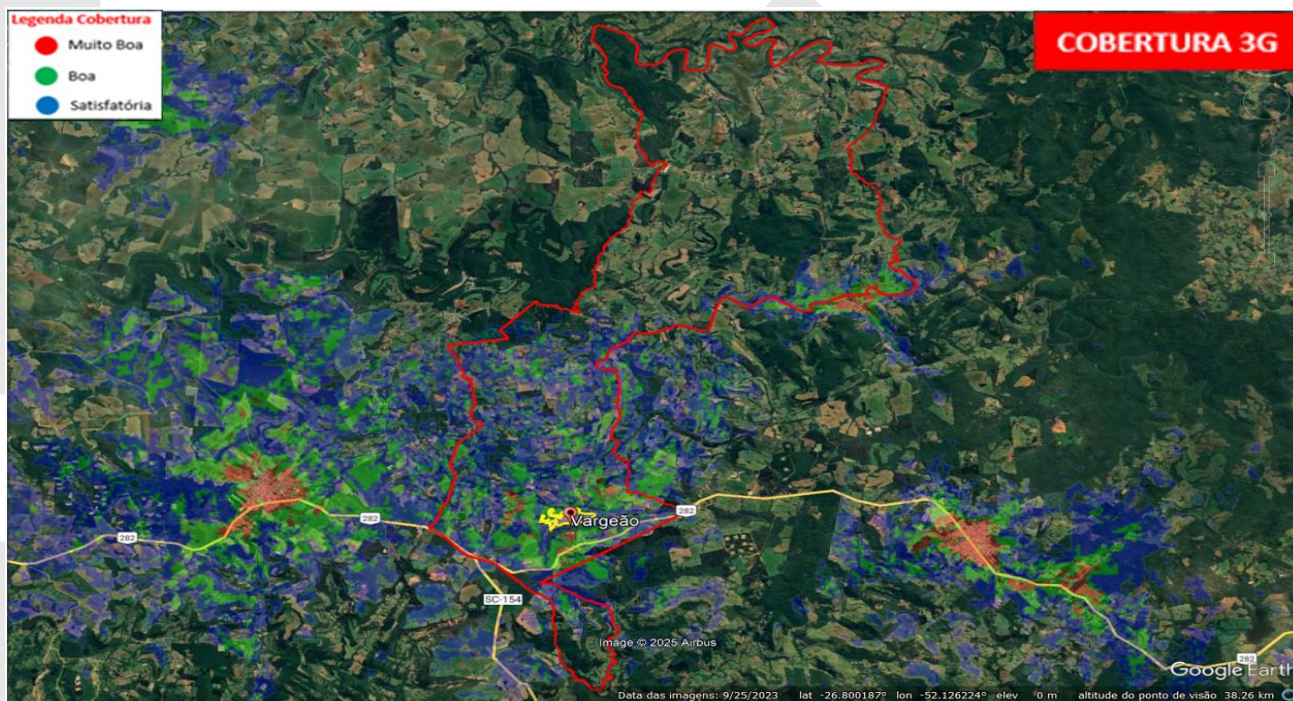 Legenda Cobertura
Muito Boa
Boa
Satisfatória
COBERTURA 3G
Vargeão
282
282
282
SC-154
282
Image © 2025 Airbus
Google Earth
Data das imagens: 9/25/2023 lat -26.800187° lon -52.126224° elev 0 m altitude do ponto de visão 38.26 km